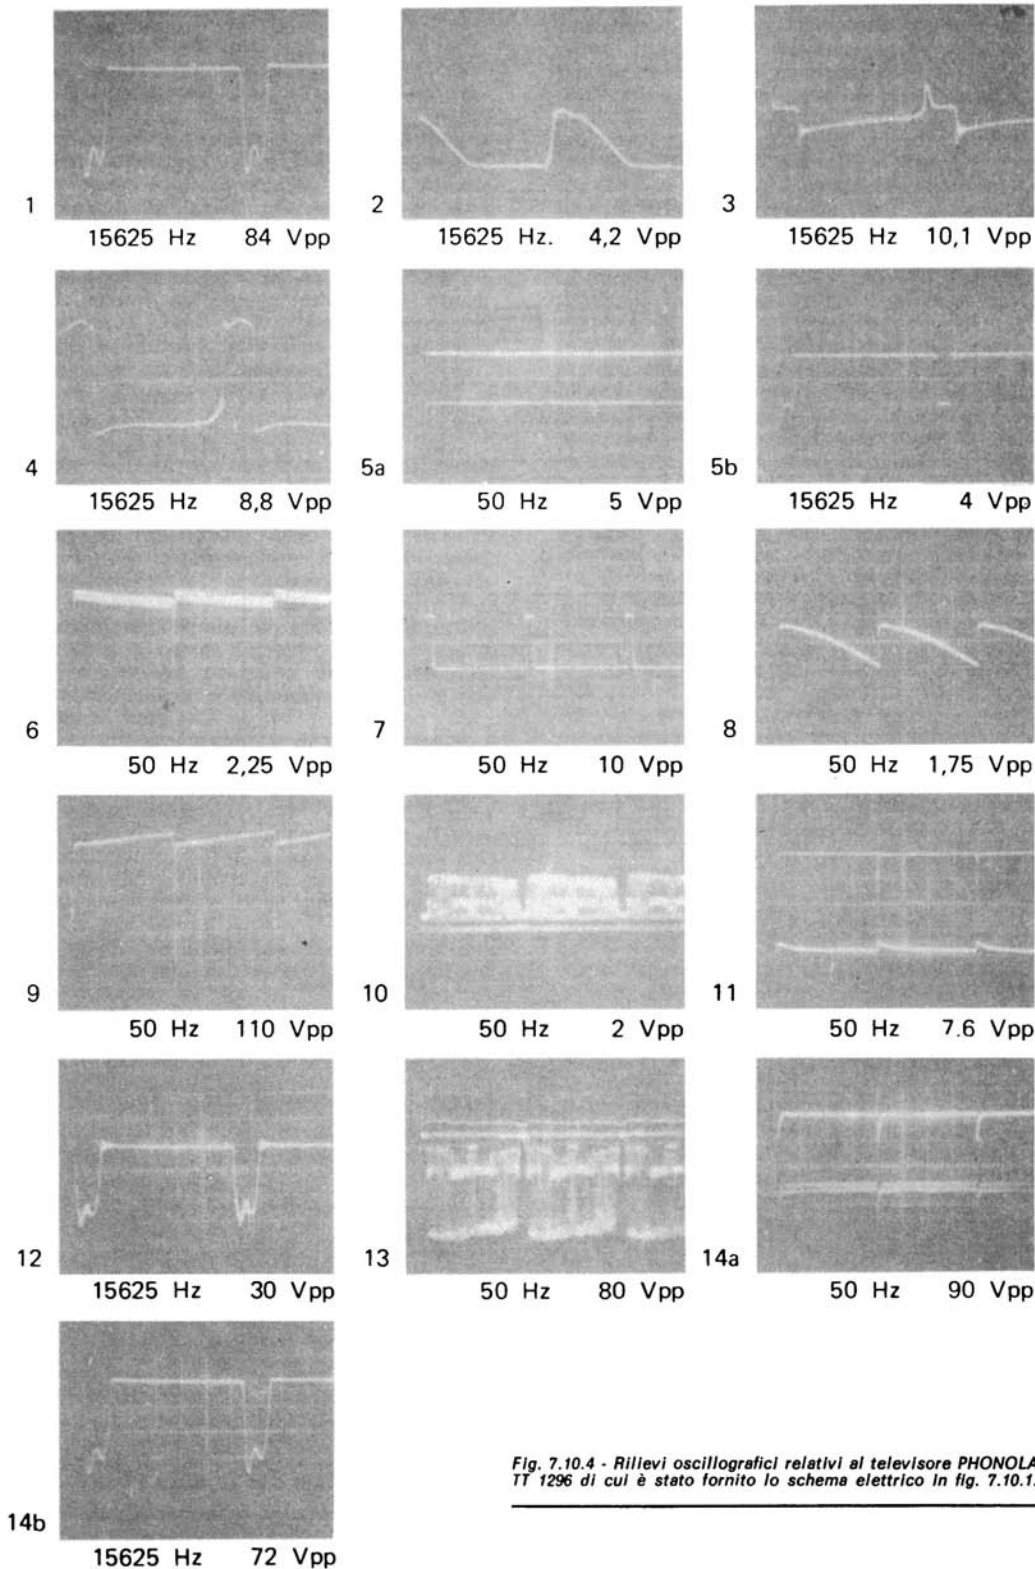 1
15625 Hz 84 Vpp
2
15625 Hz. 4,2 Vpp
3
15625 Hz 10,1 Vpp
4
15625 Hz 8,8 Vpp
5a
50 Hz 5 Vpp
5b
15625 Hz 4 Vpp
6
50 Hz 2,25 Vpp
7
50 Hz 10 Vpp
8
50 Hz 1,75 Vpp
9
50 Hz 110 Vpp
10
50 Hz 2 Vpp
11
50 Hz 7.6 Vpp
12
15625 Hz 30 Vpp
13
50 Hz 80 Vpp
14a
50 Hz 90 Vpp
14b
15625 Hz 72 Vpp
Fig. 7.10.4 - Rilievi oscillografici relativi al televisore PHONOLA
TT 1296 di cui è stato fornito lo schema elettrico in fig. 7.10.1.